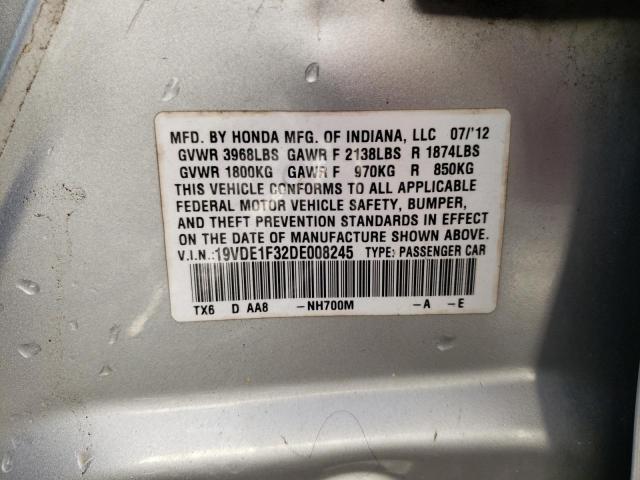 MFD. BY HONDA MFG. OF INDIANA, LLC 07/'12
GVWR 3968LBS GAWR F 2138LBS R 1874LBS
GVWR 1800KG GAWR F 970KG R 850KG
THIS VEHICLE CONFORMS TO ALL APPLICABLE
FEDERAL MOTOR VEHICLE SAFETY, BUMPER,
AND THEFT PREVENTION STANDARDS IN EFFECT
ON THE DATE OF MANUFACTURE SHOWN ABOVE.
V.I.N.:19VDE1F32DE008245 TYPE: PASSENGER CAR
TX6 D AA8 -NH700M -A -E